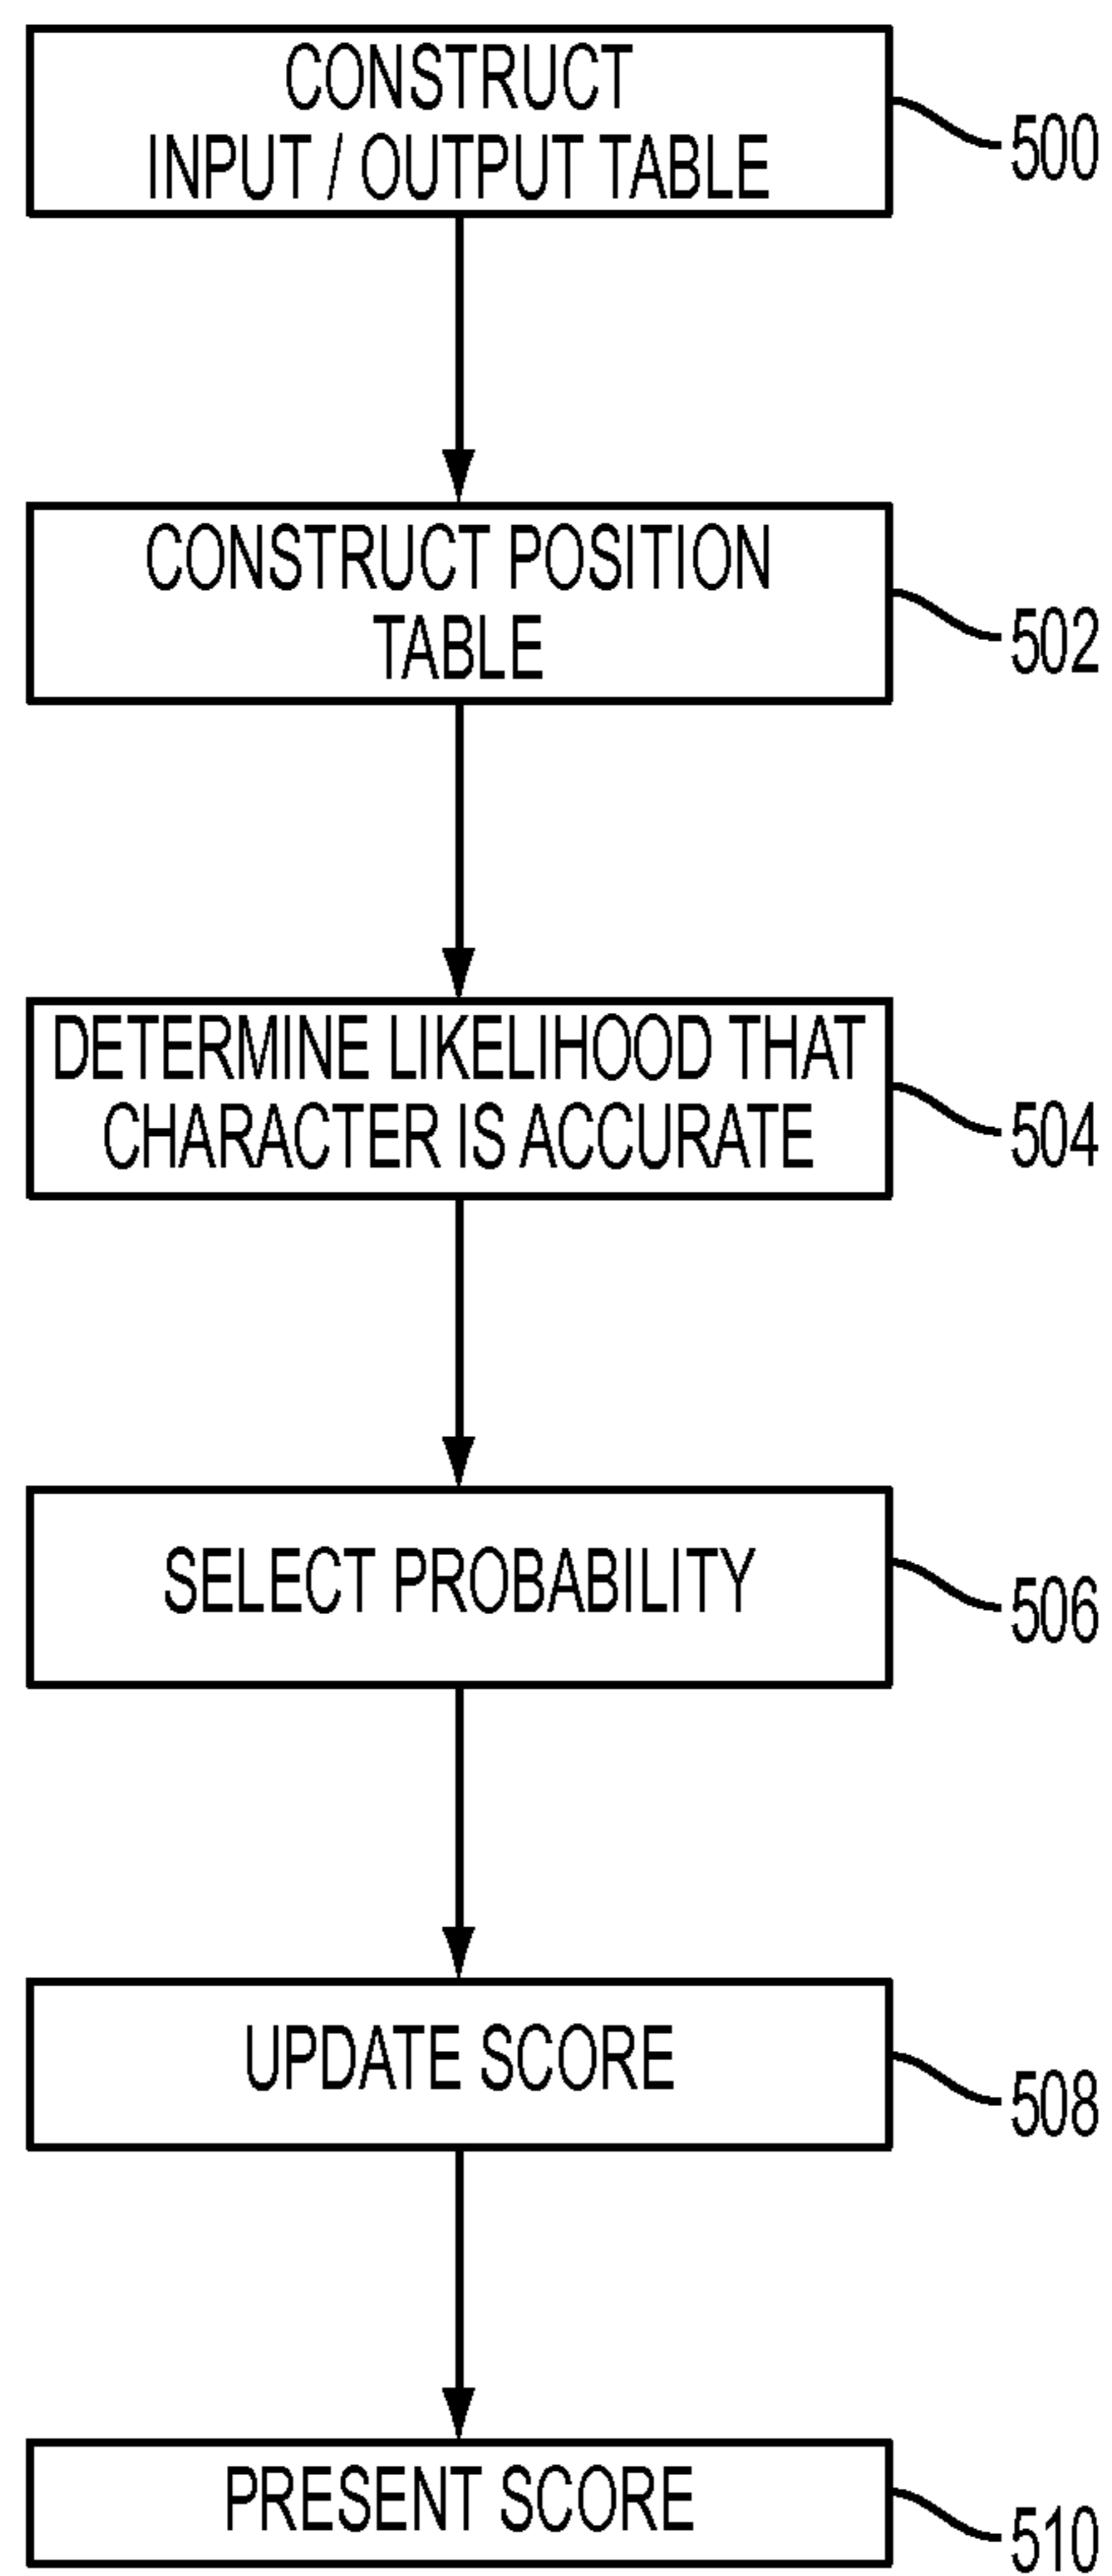 CONSTRUCT
INPUT / OUTPUT TABLE
500
CONSTRUCT POSITION
TABLE
502
DETERMINE LIKELIHOOD THAT
CHARACTER IS ACCURATE
504
SELECT PROBABILITY
506
UPDATE SCORE
508
PRESENT SCORE
510